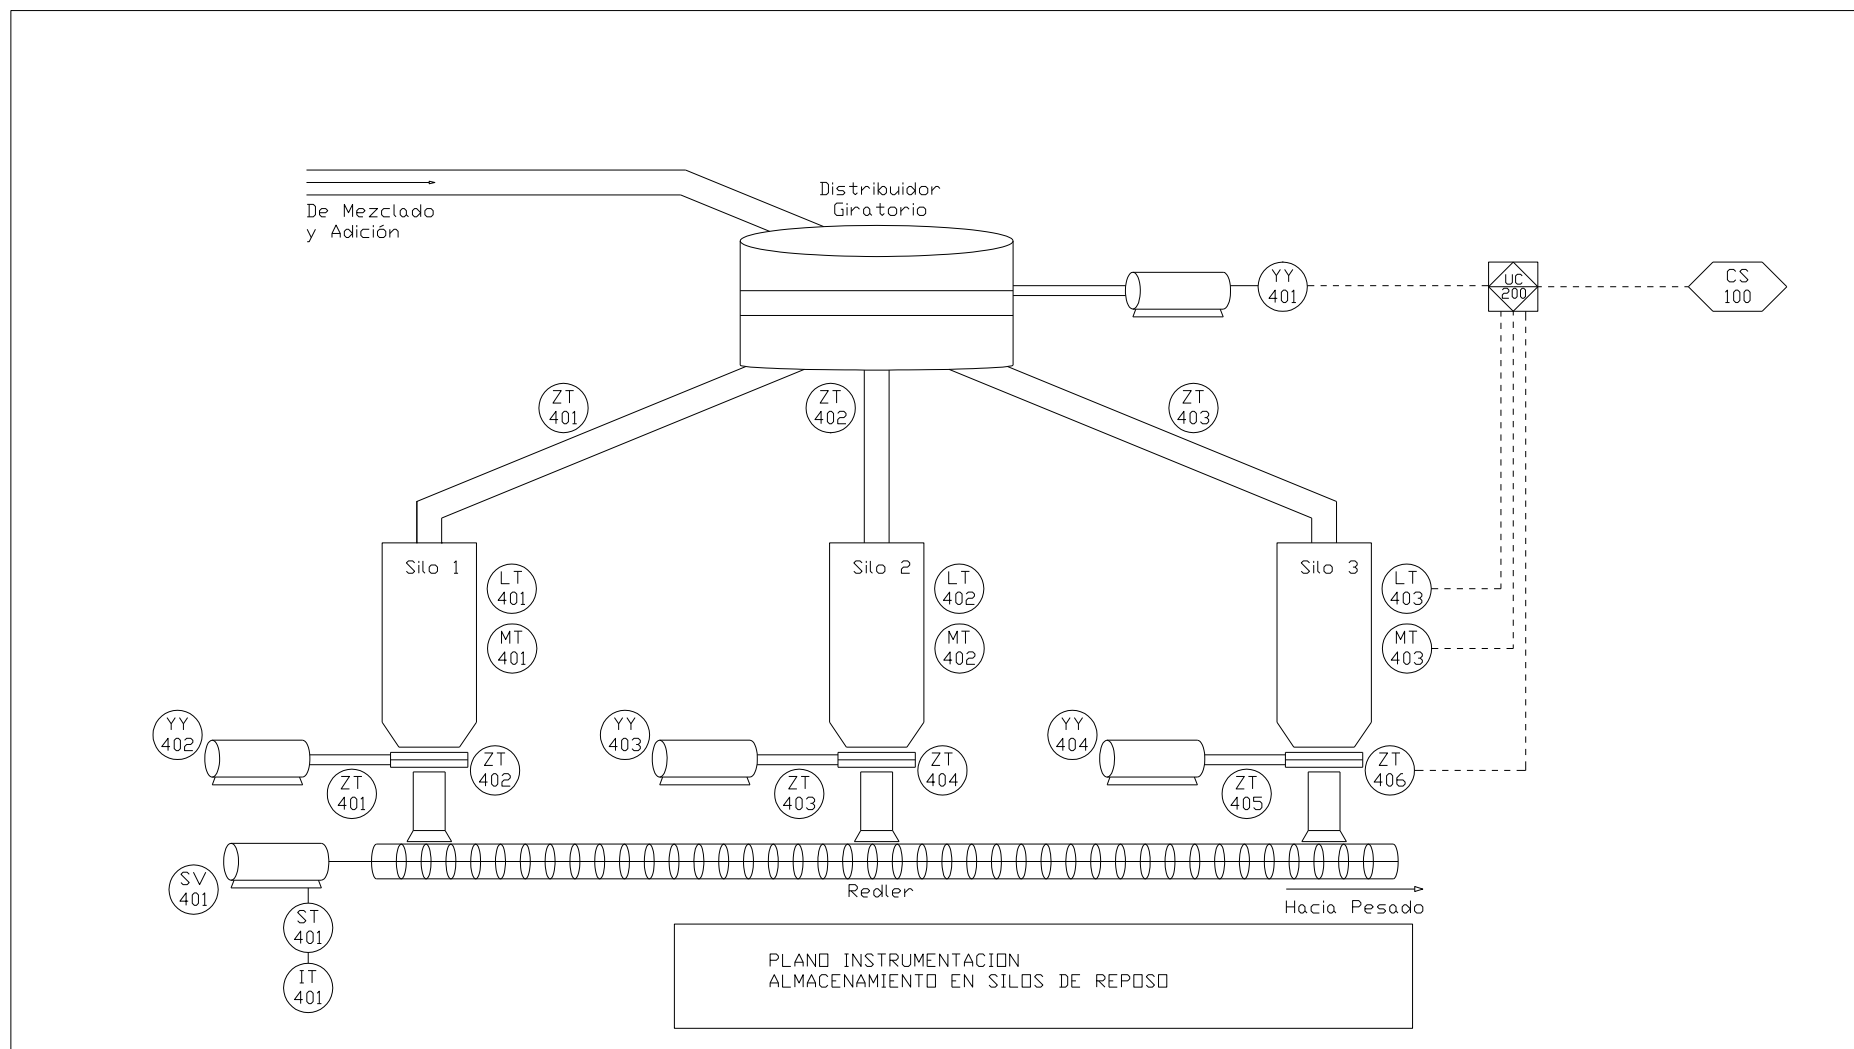 Distribuidor
Giratorio
De Mezclado
y Adición
YY
401
UC
200
CS
100
ZT
401
ZT
402
ZT
403
Silo 1
LT
401
MT
401
Silo 2
LT
402
MT
402
Silo 3
LT
403
MT
403
YY
402
ZT
401
ZT
402
YY
403
ZT
403
ZT
404
YY
404
ZT
405
ZT
406
SV
401
ST
401
IT
401
Redler
Hacia Pesado
PLANO INSTRUMENTACION
ALMACENAMIENTO EN SILOS DE REPOSO